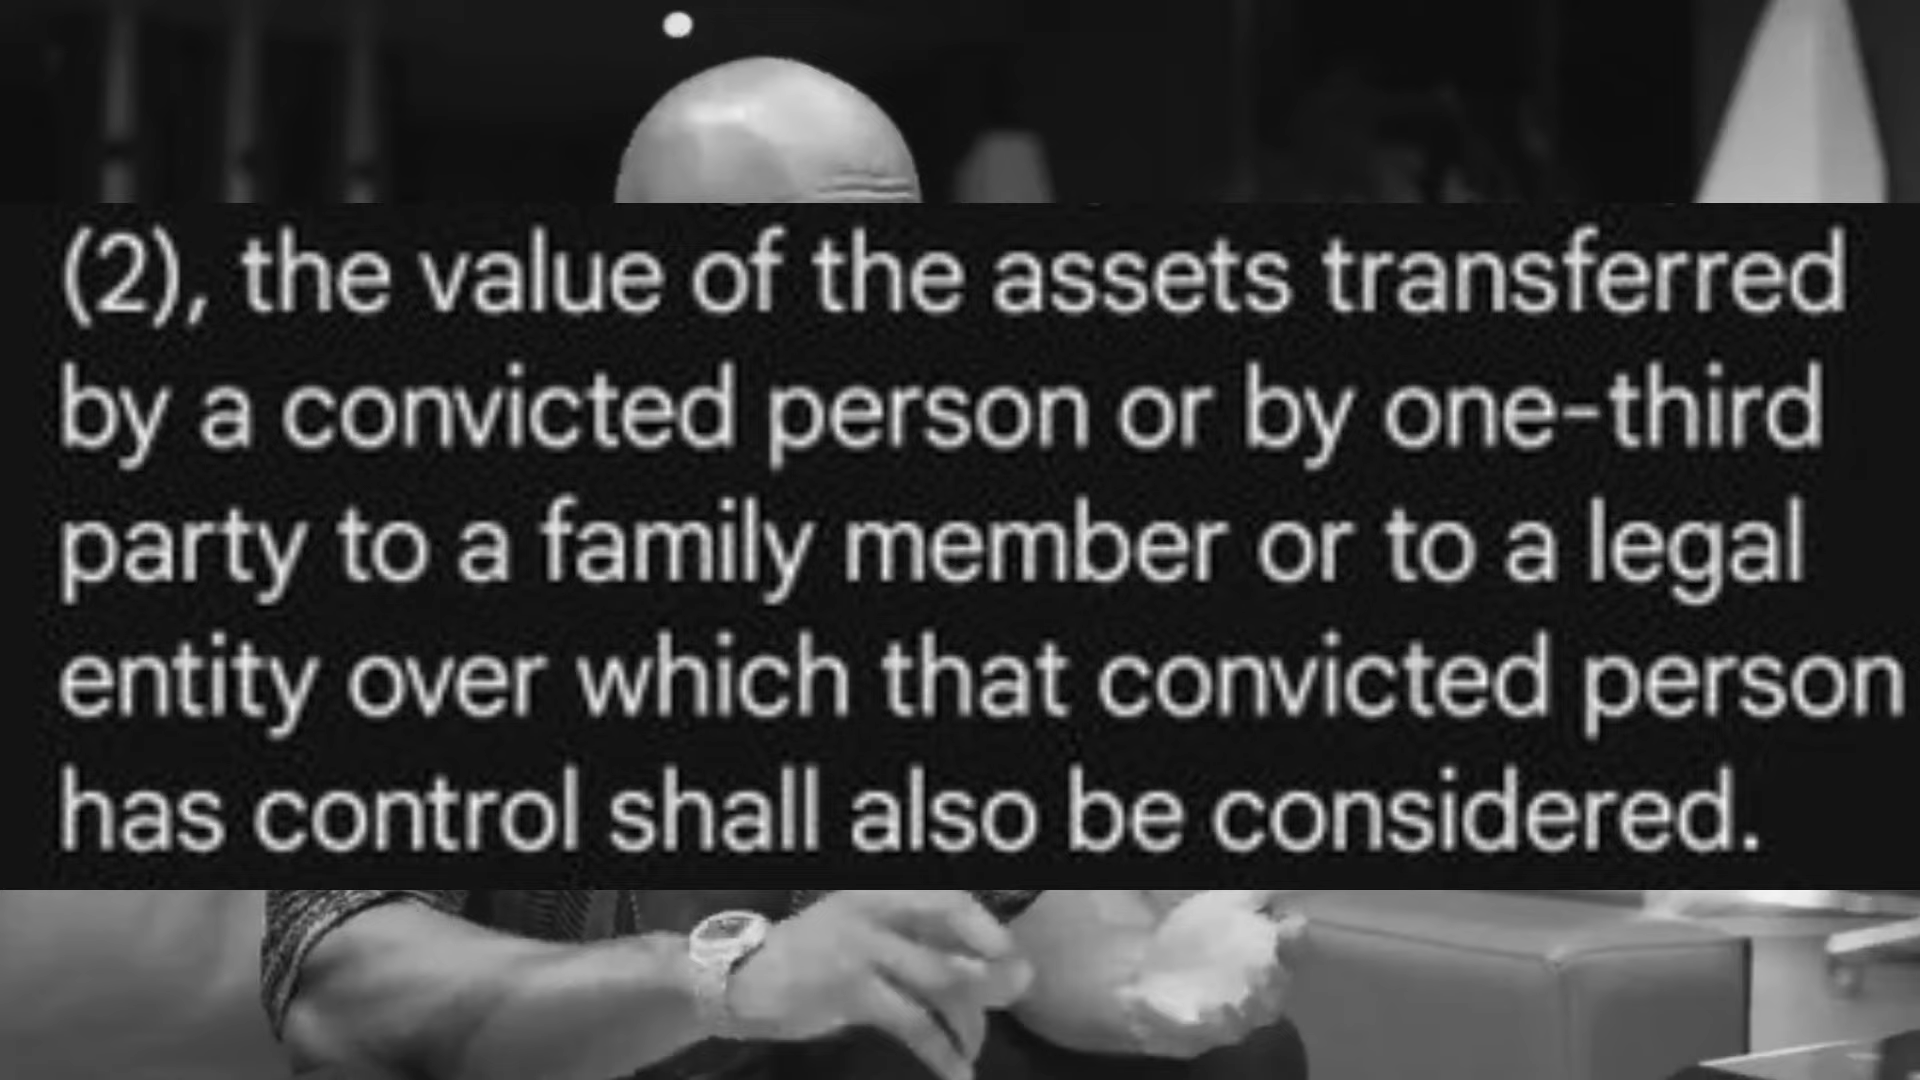 (2), the value of the assets transferred
by a convicted person or by one-third
party to a family member or to a legal
entity over which that convicted person
has control shall also be considered.